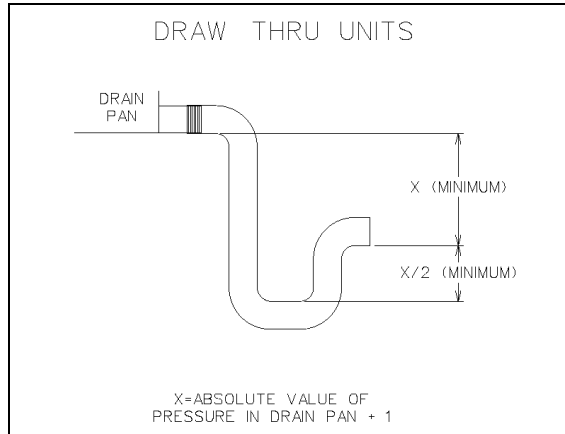 DRAW THRU UNITS
DRAIN
PAN
X (MINIMUM)
X/2 (MINIMUM)
X=ABSOLUTE VALUE OF
PRESSURE IN DRAIN PAN + 1